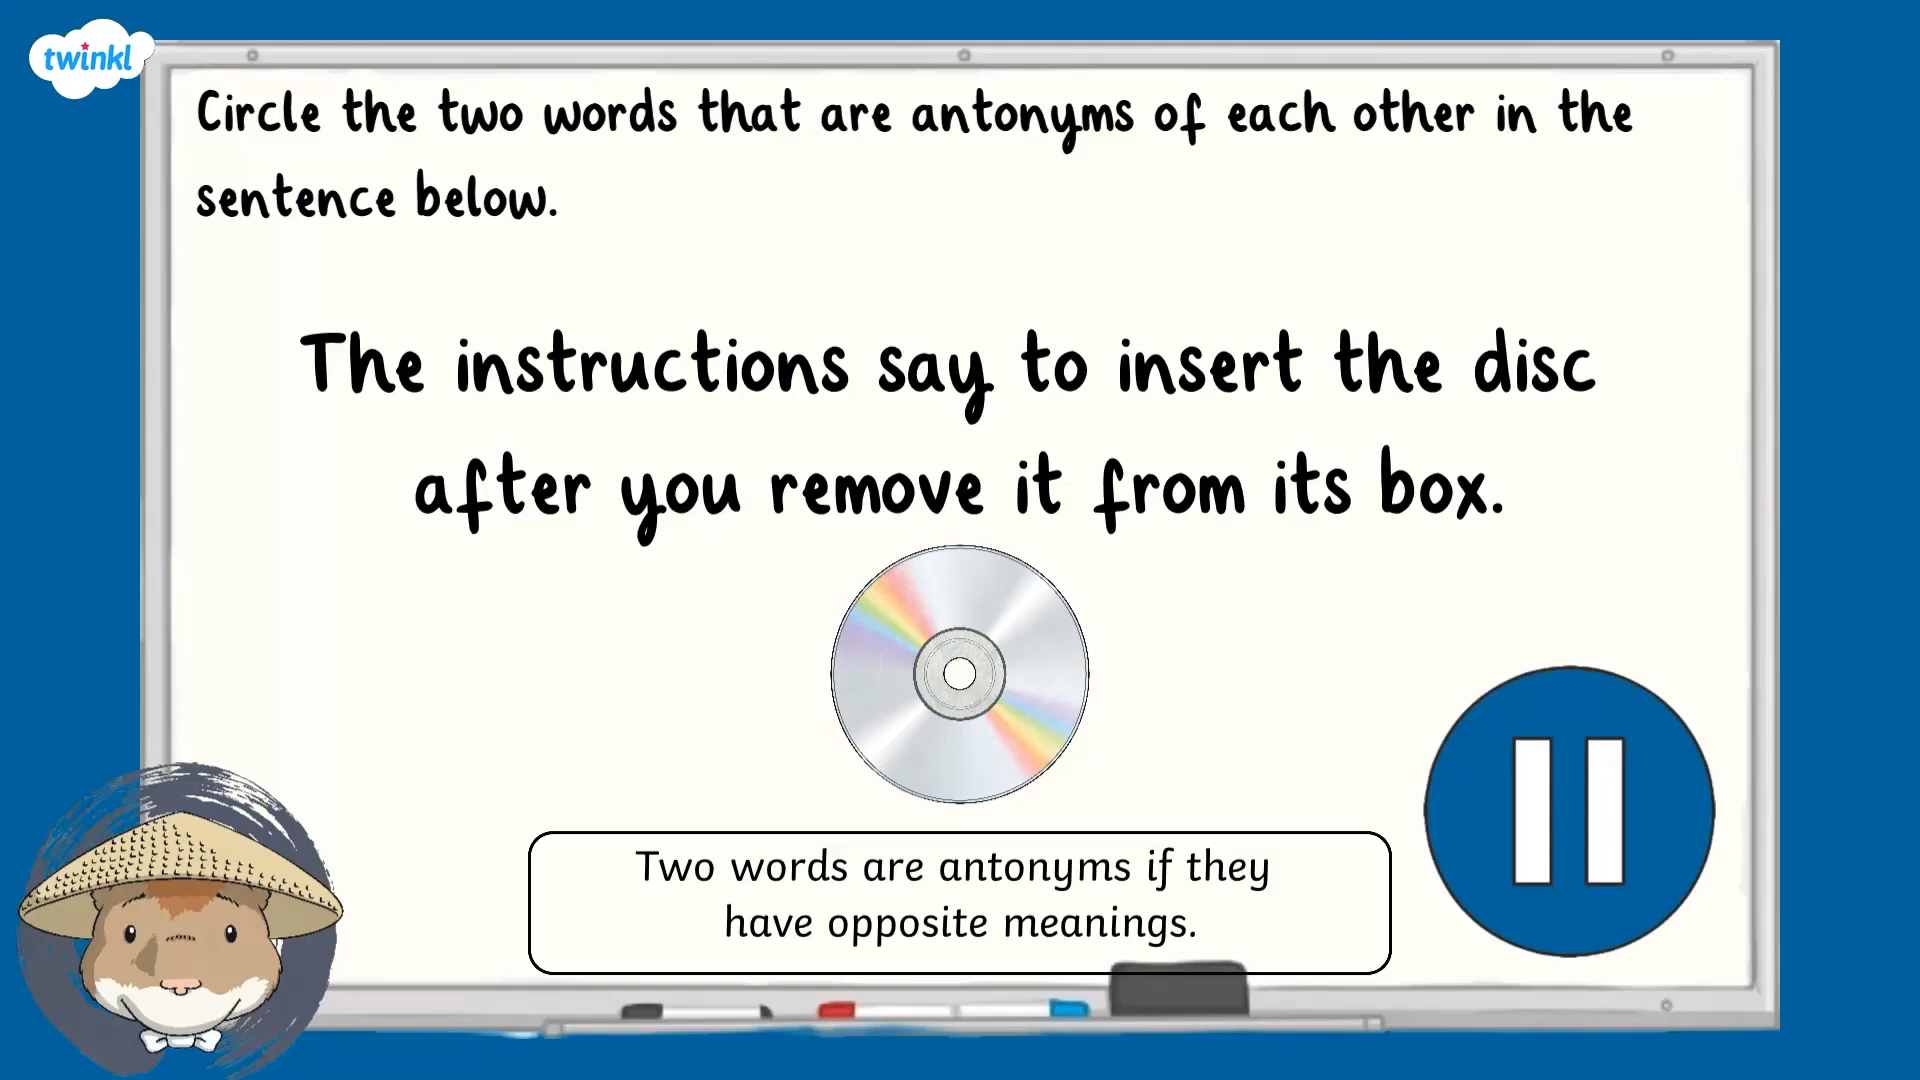 twinkl
Circle the two words that are antonyms of each other in the
sentence below.
The instructions say to insert the disc
after you remove it from its box.
Two words are antonyms if they
have opposite meanings.